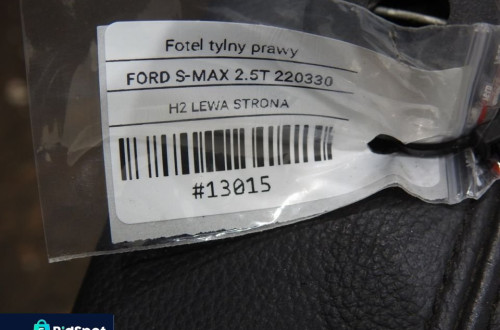 Fotel tylny prawy
FORD S-MAX 2.5T 220330
H2 LEWA STRONA
#13015
BidSpot